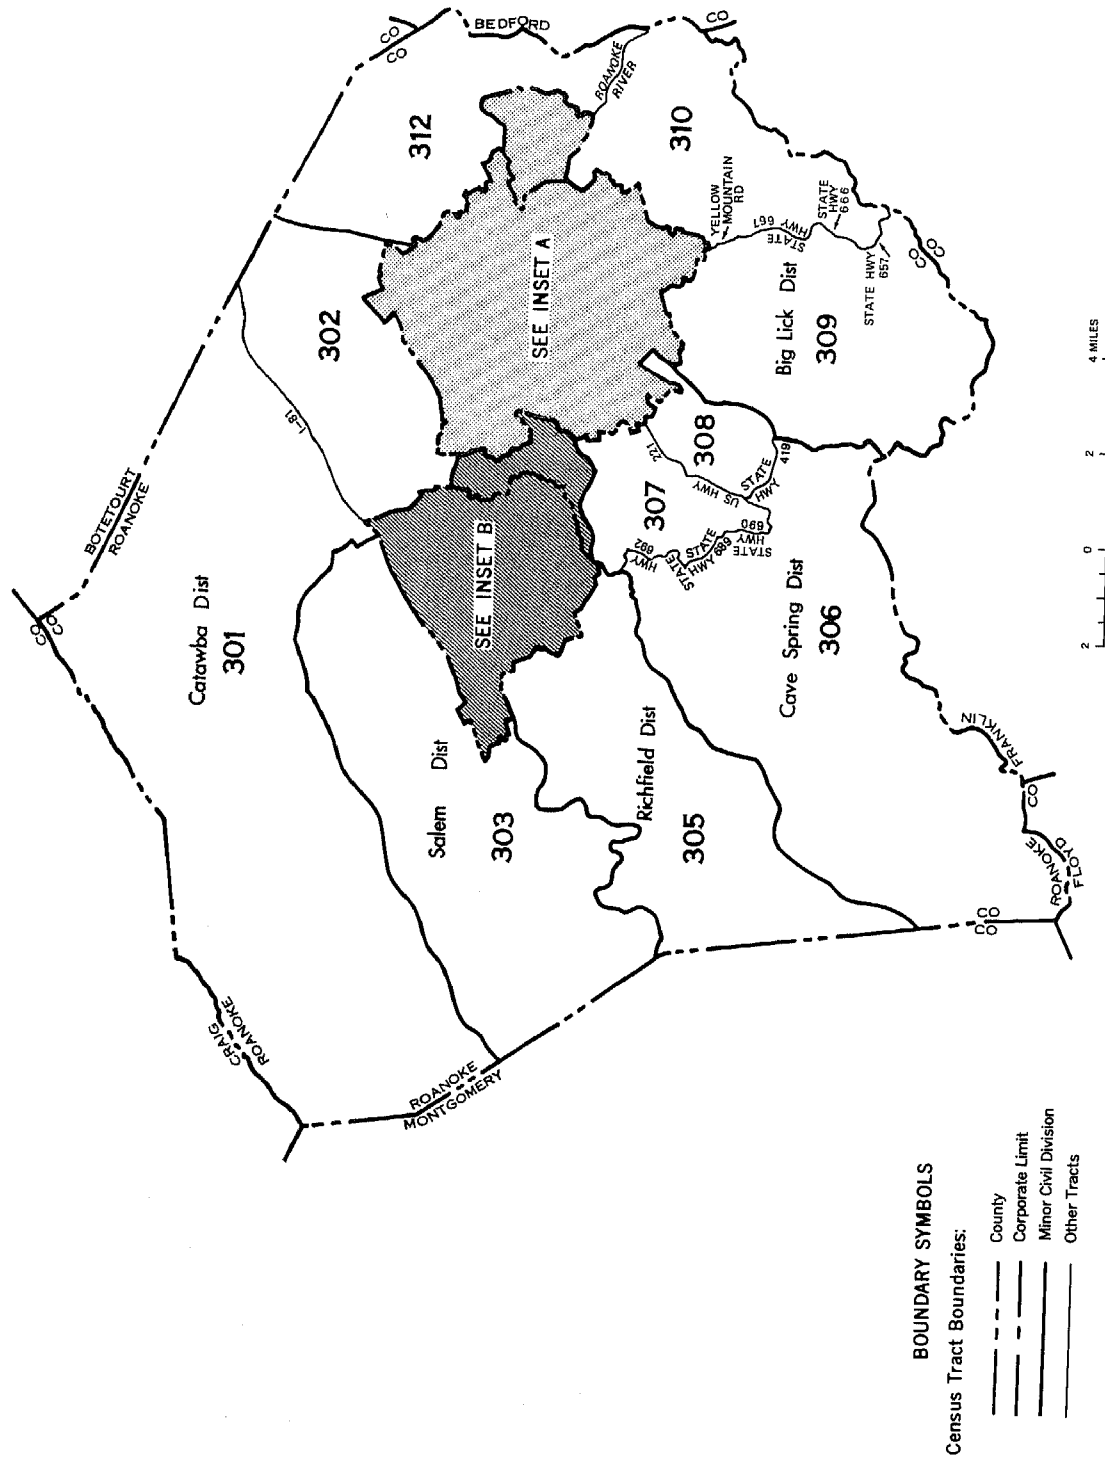 CO
CO
BEDFORD
CO
BOTETOURT
ROANOKE
CO
CO
CRAIG
ROANOKE
ROANOKE
MONTGOMERY
Catawba Dist
301
I-81
302
312
ROANOKE
RIVER
310
SEE INSET A
SEE INSET B
YELLOW
MOUNTAIN
RD
STATE
HWY 667
STATE
HWY
666
STATE HWY
657
Big Lick Dist
309
CO
CO
308
US HWY 221
STATE
HWY 419
307
STATE
HWY 692
STATE
HWY 689
STATE
HWY 690
Cave Spring Dist
306
Salem Dist
303
Richfield Dist
305
FRANKLIN
CO
ROANOKE
FLOYD
CO
CO
2 0 2 4 MILES
BOUNDARY SYMBOLS
Census Tract Boundaries:
County
Corporate Limit
Minor Civil Division
Other Tracts